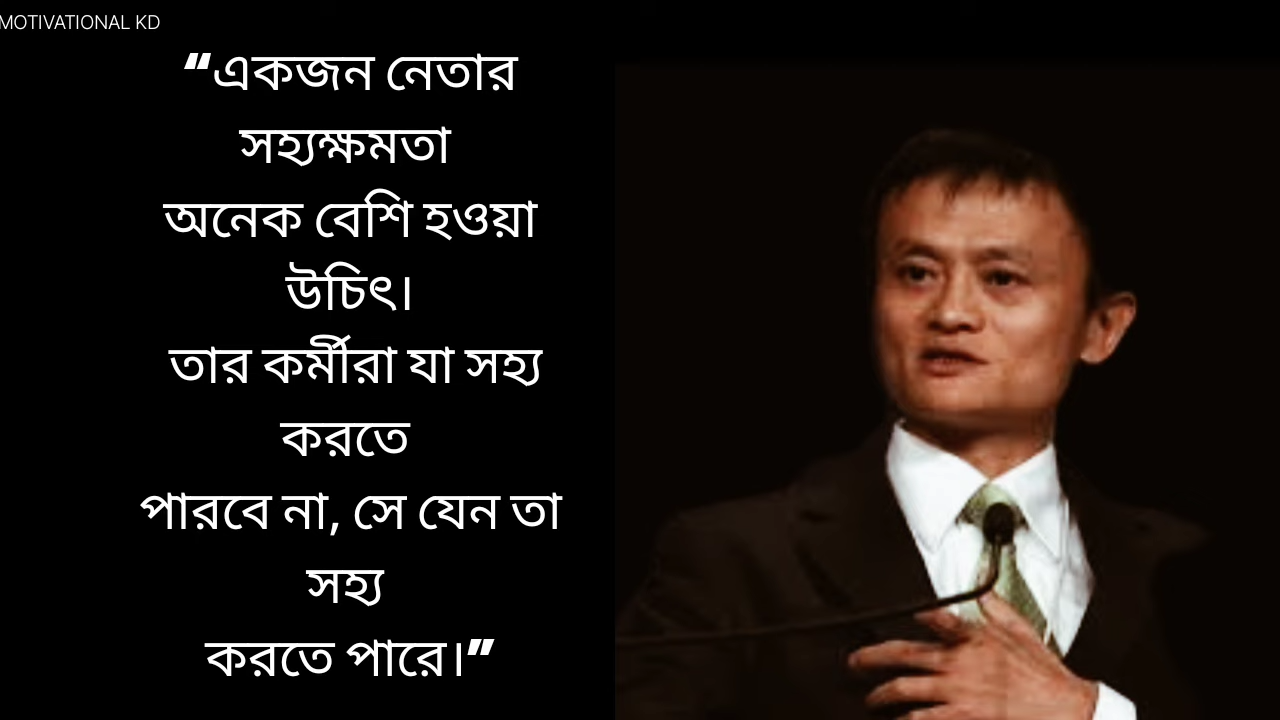 MOTIVATIONAL KD
“একজন নেতার
সহ্যক্ষমতা
অনেক বেশি হওয়া
উচিৎ।
তার কর্মীরা যা সহ্য
করতে
পারবে না, সে যেন তা
সহ্য
করতে পারে।”